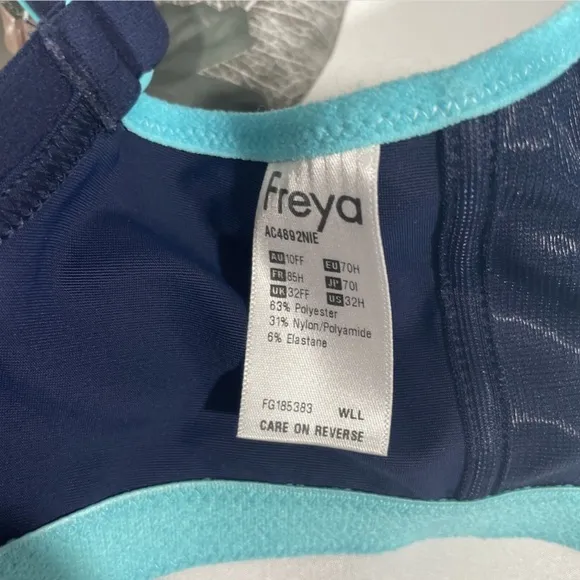 freya
AC4892NIE
AU 10FF EU 70H
FR 85H JP 70I
UK 32FF US 32H
63% Polyester
31% Nylon/Polyamide
6% Elastane
FG185383 WLL
CARE ON REVERSE